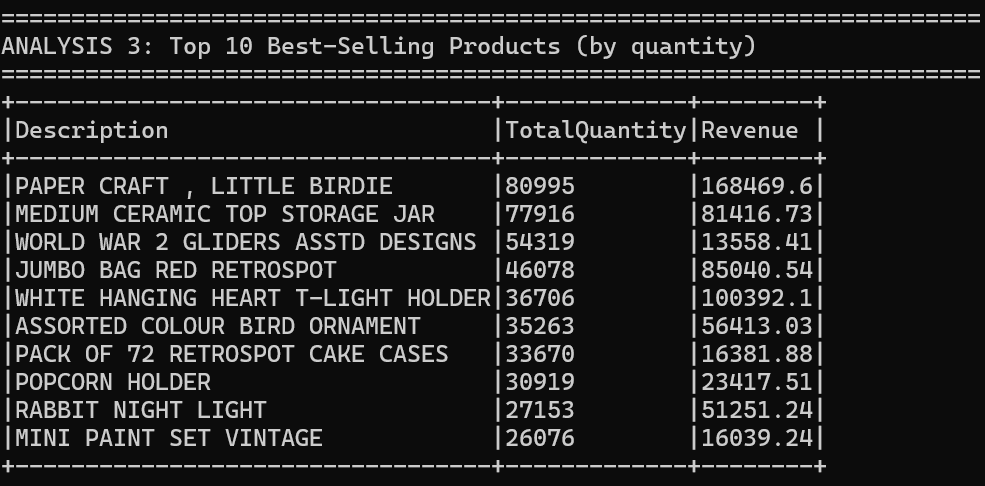 ======================================================================
ANALYSIS 3: Top 10 Best-Selling Products (by quantity)
======================================================================
+----------------------------------+-------------+--------+
|Description                       |TotalQuantity|Revenue |
+----------------------------------+-------------+--------+
|PAPER CRAFT , LITTLE BIRDIE       |80995        |168469.6|
|MEDIUM CERAMIC TOP STORAGE JAR    |77916        |81416.73|
|WORLD WAR 2 GLIDERS ASSTD DESIGNS |54319        |13558.41|
|JUMBO BAG RED RETROSPOT           |46078        |85040.54|
|WHITE HANGING HEART T-LIGHT HOLDER|36706        |100392.1|
|ASSORTED COLOUR BIRD ORNAMENT     |35263        |56413.03|
|PACK OF 72 RETROSPOT CAKE CASES   |33670        |16381.88|
|POPCORN HOLDER                    |30919        |23417.51|
|RABBIT NIGHT LIGHT                |27153        |51251.24|
|MINI PAINT SET VINTAGE            |26076        |16039.24|
+----------------------------------+-------------+--------+